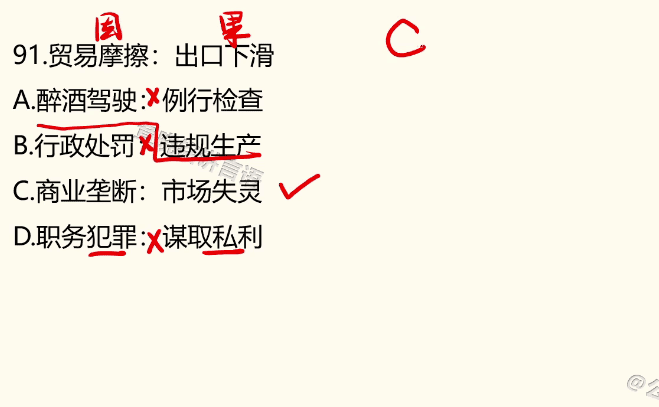 因 果 C
91.贸易摩擦：出口下滑
A.醉酒驾驶：例行检查
B.行政处罚：违规生产
C.商业垄断：市场失灵
D.职务犯罪：谋取私利
@公